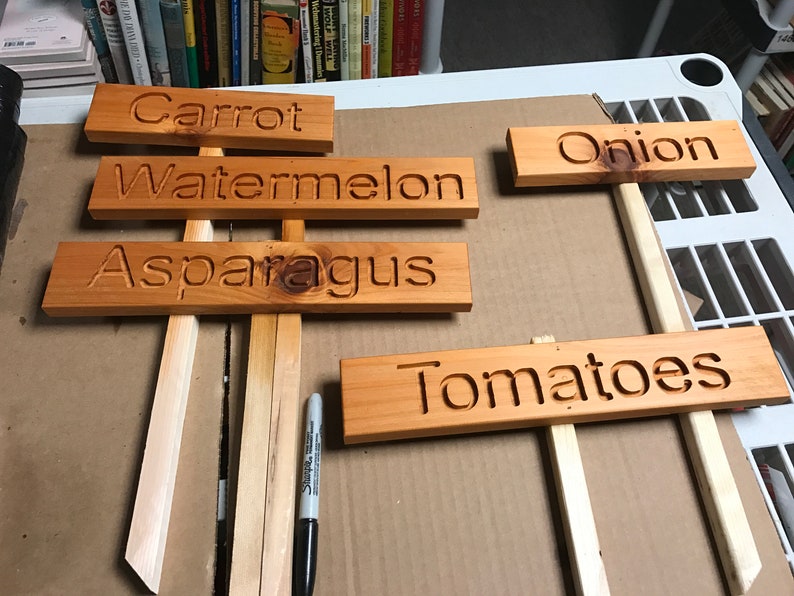 Carrot
Watermelon
Asparagus
Onion
Tomatoes
Sharpie